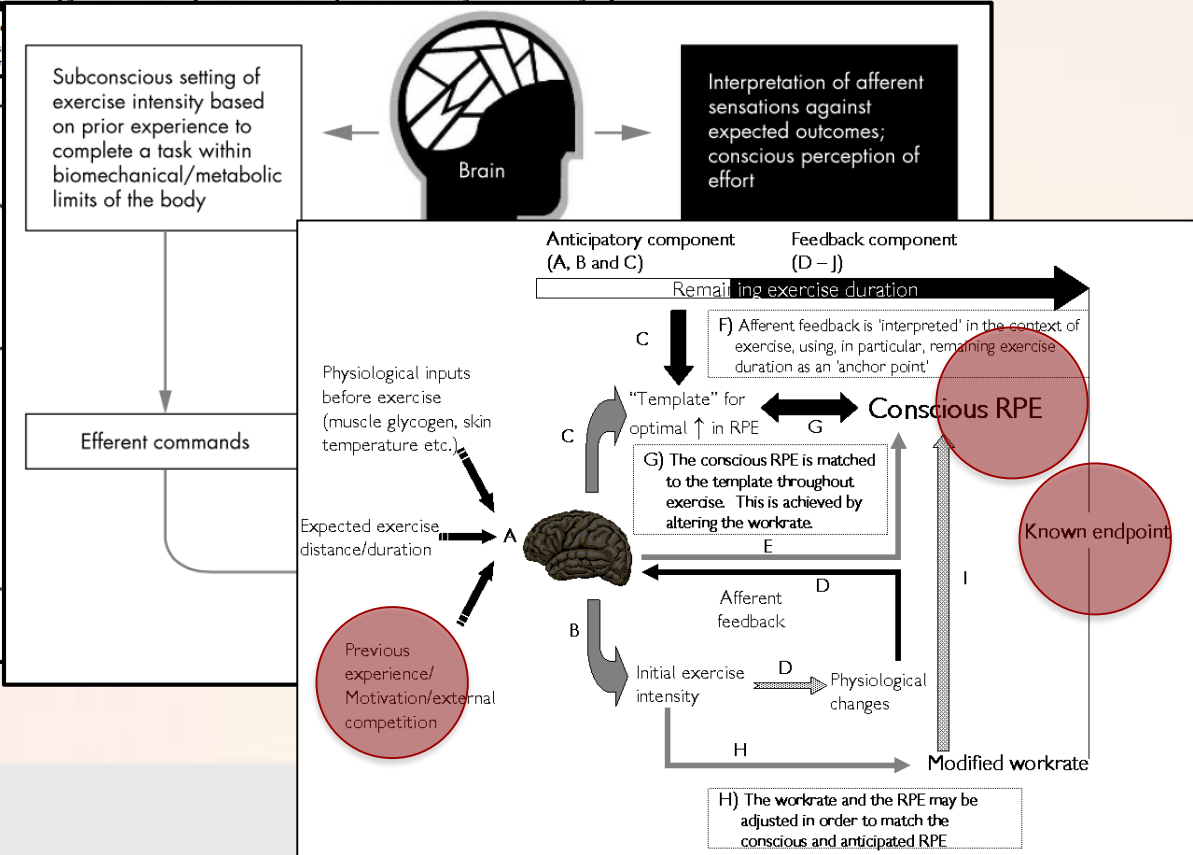 Subconscious setting of
exercise intensity based
on prior experience to
complete a task within
biomechanical/metabolic
limits of the body
Brain
Interpretation of afferent
sensations against
expected outcomes;
conscious perception of
effort
Efferent commands
Anticipatory component
(A, B and C)
Feedback component
(D – J)
Remaining exercise duration
C
F) Afferent feedback is 'interpreted' in the context of
exercise, using, in particular, remaining exercise
duration as an 'anchor point'
Physiological inputs
before exercise
(muscle glycogen, skin
temperature etc.)
C
"Template" for
optimal ↑ in RPE
G
Conscious RPE
G) The conscious RPE is matched
to the template throughout
exercise. This is achieved by
altering the workrate.
Known endpoint
Expected exercise
distance/duration
A
E
D
Afferent
feedback
I
B
Previous
experience/
Motivation/external
competition
Initial exercise
intensity
D
Physiological
changes
H
Modified workrate
H) The workrate and the RPE may be
adjusted in order to match the
conscious and anticipated RPE